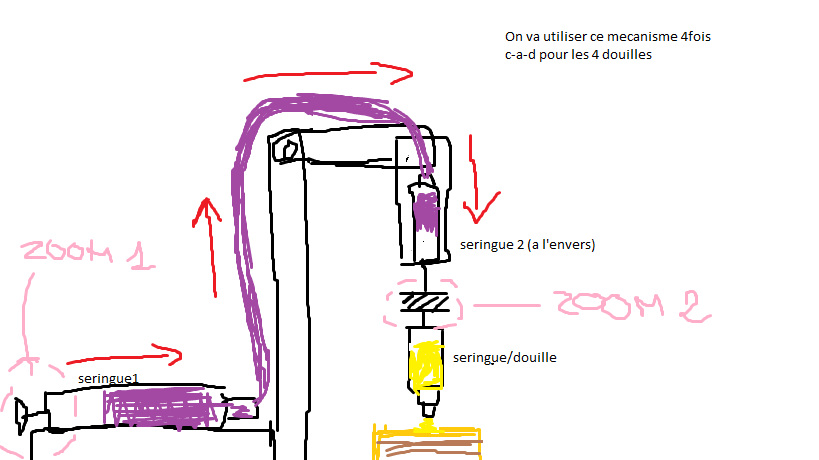 On va utiliser ce mecanisme 4fois
c-a-d pour les 4 douilles
seringue 2 (a l'envers)
ZOOM 1
ZOOM 2
seringue/douille
seringue1